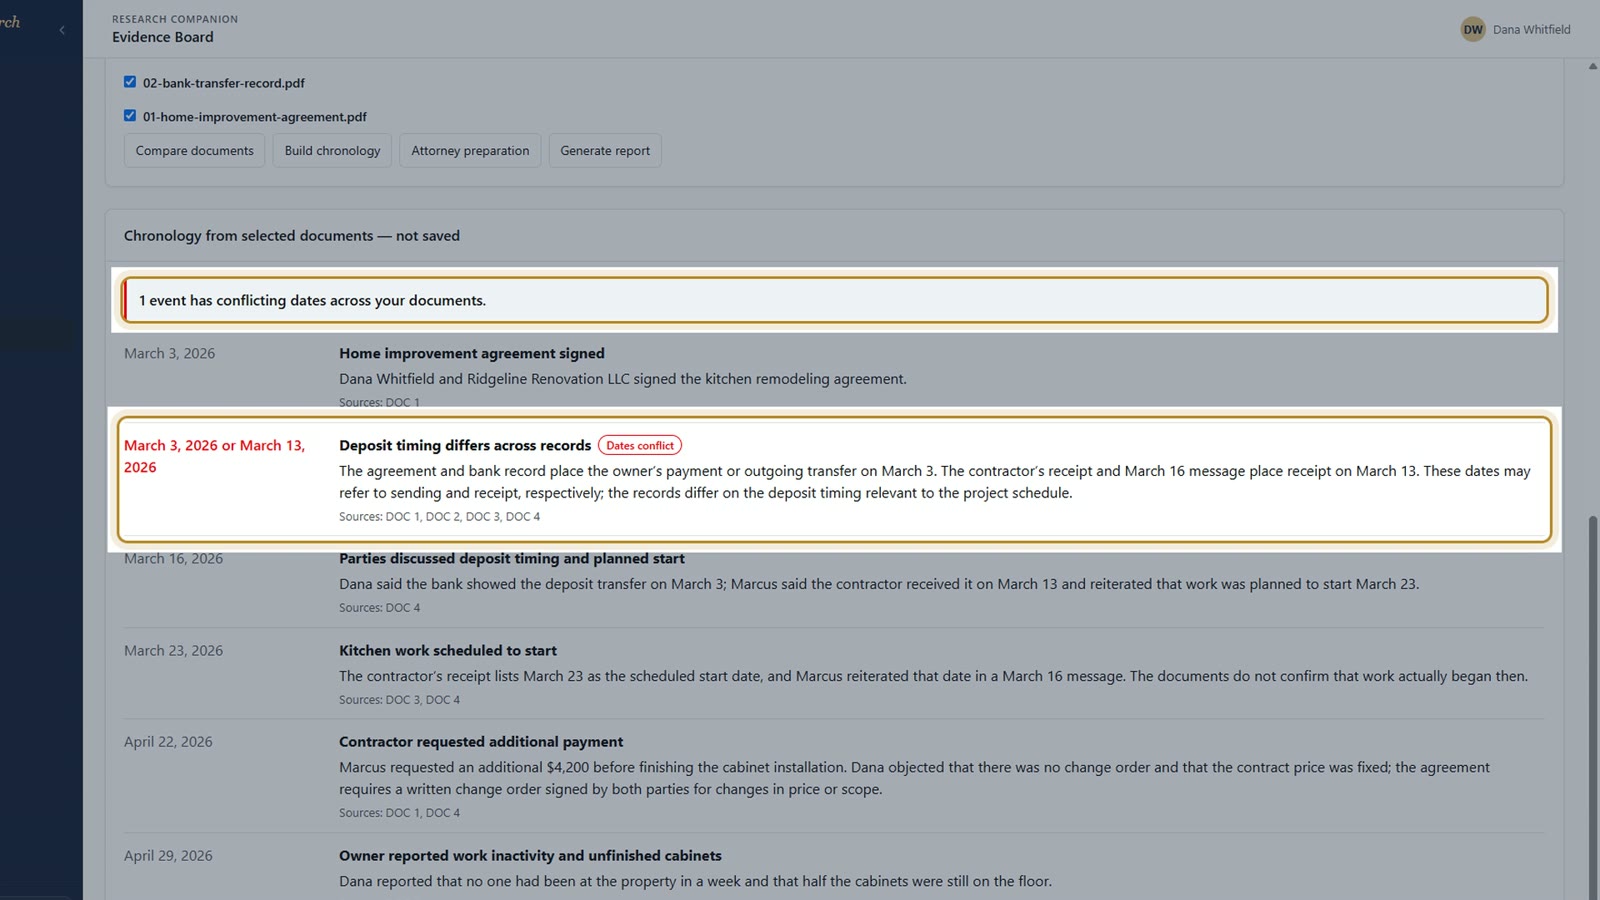 rch
RESEARCH COMPANION
Evidence Board
DW Dana Whitfield
02-bank-transfer-record.pdf
01-home-improvement-agreement.pdf
Compare documents Build chronology Attorney preparation Generate report
Chronology from selected documents — not saved
1 event has conflicting dates across your documents.
March 3, 2026 Home improvement agreement signed
Dana Whitfield and Ridgeline Renovation LLC signed the kitchen remodeling agreement.
Sources: DOC 1
March 3, 2026 or March 13,
2026
Deposit timing differs across records Dates conflict
The agreement and bank record place the owner’s payment or outgoing transfer on March 3. The contractor’s receipt and March 16 message place receipt on March 13. These dates may
refer to sending and receipt, respectively; the records differ on the deposit timing relevant to the project schedule.
Sources: DOC 1, DOC 2, DOC 3, DOC 4
March 16, 2026 Parties discussed deposit timing and planned start
Dana said the bank showed the deposit transfer on March 3; Marcus said the contractor received it on March 13 and reiterated that work was planned to start March 23.
Sources: DOC 4
March 23, 2026 Kitchen work scheduled to start
The contractor’s receipt lists March 23 as the scheduled start date, and Marcus reiterated that date in a March 16 message. The documents do not confirm that work actually began then.
Sources: DOC 3, DOC 4
April 22, 2026 Contractor requested additional payment
Marcus requested an additional $4,200 before finishing the cabinet installation. Dana objected that there was no change order and that the contract price was fixed; the agreement
requires a written change order signed by both parties for changes in price or scope.
Sources: DOC 1, DOC 4
April 29, 2026 Owner reported work inactivity and unfinished cabinets
Dana reported that no one had been at the property in a week and that half the cabinets were still on the floor.